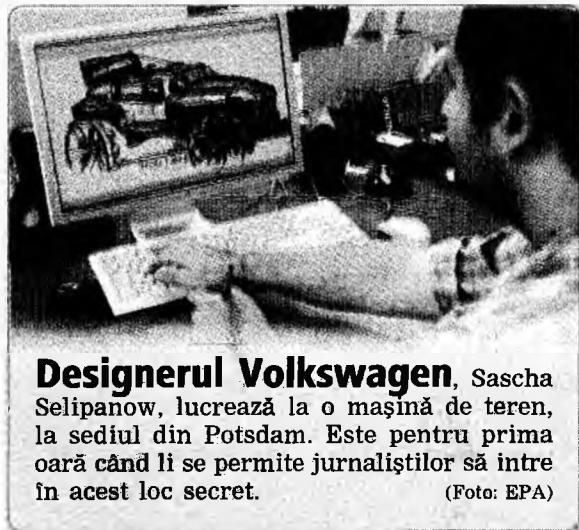 Designerul Volkswagen, Sascha
Selipanow, lucrează la o maşină de teren,
la sediul din Potsdam. Este pentru prima
oară când li se permite jurnaliştilor să intre
în acest loc secret. (Foto: EPA)